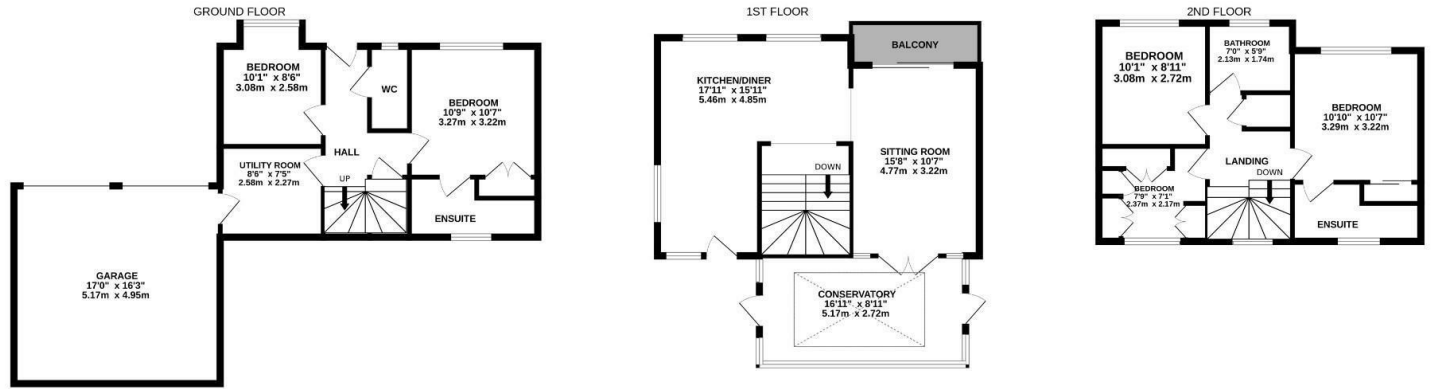 GROUND FLOOR
BEDROOM
10'1" x 8'6"
3.08m x 2.58m
WC
BEDROOM
10'9" x 10'7"
3.27m x 3.22m
HALL
UTILITY ROOM
8'6" x 7'5"
2.58m x 2.27m
UP
ENSUITE
GARAGE
17'0" x 16'3"
5.17m x 4.95m
1ST FLOOR
BALCONY
KITCHEN/DINER
17'11" x 15'11"
5.46m x 4.85m
SITTING ROOM
15'8" x 10'7"
4.77m x 3.22m
DOWN
CONSERVATORY
16'11" x 8'11"
5.17m x 2.72m
2ND FLOOR
BEDROOM
10'1" x 8'11"
3.08m x 2.72m
BATHROOM
7'0" x 5'9"
2.13m x 1.74m
BEDROOM
10'10" x 10'7"
3.29m x 3.22m
LANDING
DOWN
BEDROOM
7'9" x 7'1"
2.37m x 2.17m
ENSUITE